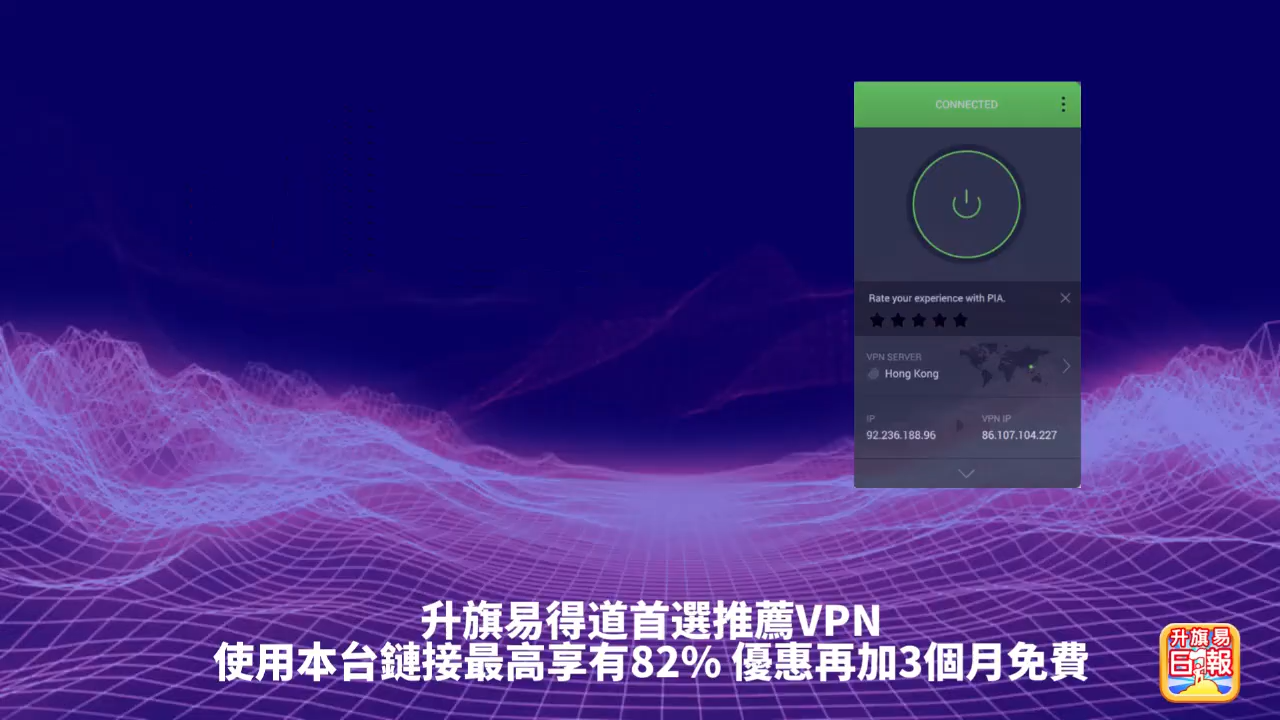 CONNECTED
Rate your experience with PIA.
VPN SERVER
Hong Kong
IP
VPN IP
92.236.188.96
86.107.104.227
升旗易得道首選推薦VPN
使用本台鏈接最高享有82% 優惠再加3個月免費
升旗易
日報